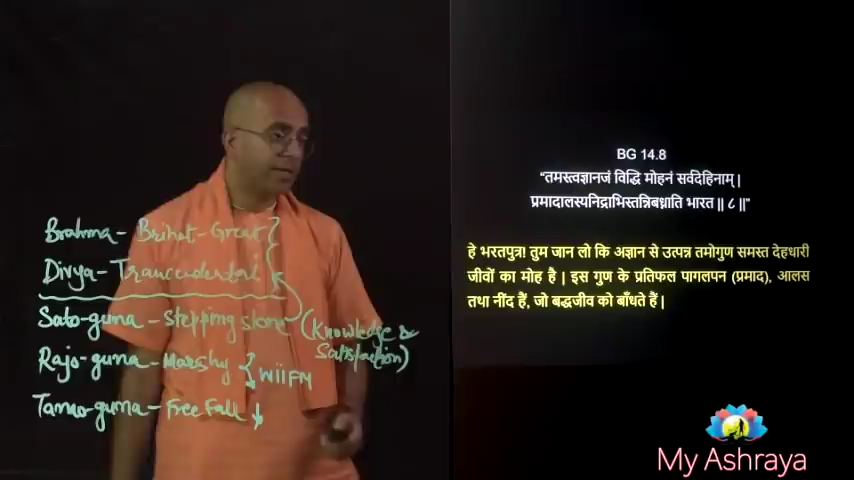 Brahma - Brihat - Great
Divya - Trancendental
Sato-guna - stepping stone
(Knowledge &
Satisfaction)
Rajo-guna - Marshy
WIIFM
Tamo-guna - Free Fall
BG 14.8
“तमस्त्वज्ञानजं विद्धि मोहनं सर्वदेहिनाम् |
प्रमादालस्यनिद्राभिस्तन्निबध्नाति भारत || ८ ||”
हे भरतपुत्र! तुम जान लो कि अज्ञान से उत्पन्न तमोगुण समस्त देहधारी
जीवों का मोह है | इस गुण के प्रतिफल पागलपन (प्रमाद), आलस
तथा नींद हैं, जो बद्धजीव को बाँधते हैं |
My Ashraya